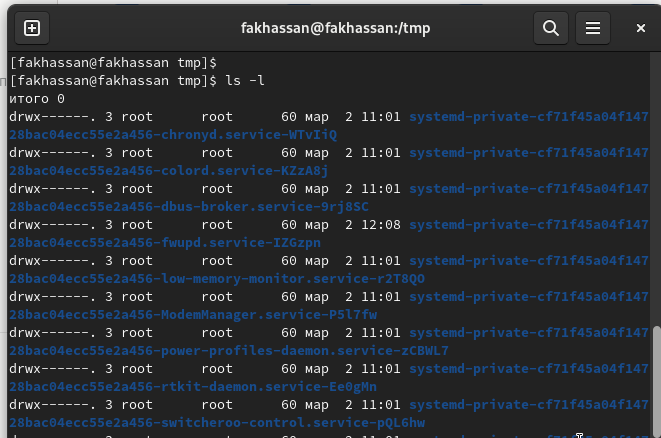 fakhassan@fakhassan:/tmp
[fakhassan@fakhassan tmp]$
[fakhassan@fakhassan tmp]$ ls -l
итого 0
drwx------. 3 root      root      60 мар  2 11:01 systemd-private-cf71f45a04f147
28bac04ecc55e2a456-chronyd.service-WTvIiQ
drwx------. 3 root      root      60 мар  2 11:01 systemd-private-cf71f45a04f147
28bac04ecc55e2a456-colord.service-KZzA8j
drwx------. 3 root      root      60 мар  2 11:01 systemd-private-cf71f45a04f147
28bac04ecc55e2a456-dbus-broker.service-9rj8SC
drwx------. 3 root      root      60 мар  2 12:08 systemd-private-cf71f45a04f147
28bac04ecc55e2a456-fwupd.service-IZGzpn
drwx------. 3 root      root      60 мар  2 11:01 systemd-private-cf71f45a04f147
28bac04ecc55e2a456-low-memory-monitor.service-r2T8QO
drwx------. 3 root      root      60 мар  2 11:01 systemd-private-cf71f45a04f147
28bac04ecc55e2a456-ModemManager.service-P5l7fw
drwx------. 3 root      root      60 мар  2 11:01 systemd-private-cf71f45a04f147
28bac04ecc55e2a456-power-profiles-daemon.service-zCBWL7
drwx------. 3 root      root      60 мар  2 11:01 systemd-private-cf71f45a04f147
28bac04ecc55e2a456-rtkit-daemon.service-Ee0gMn
drwx------. 3 root      root      60 мар  2 11:01 systemd-private-cf71f45a04f147
28bac04ecc55e2a456-switcheroo-control.service-pQL6hw